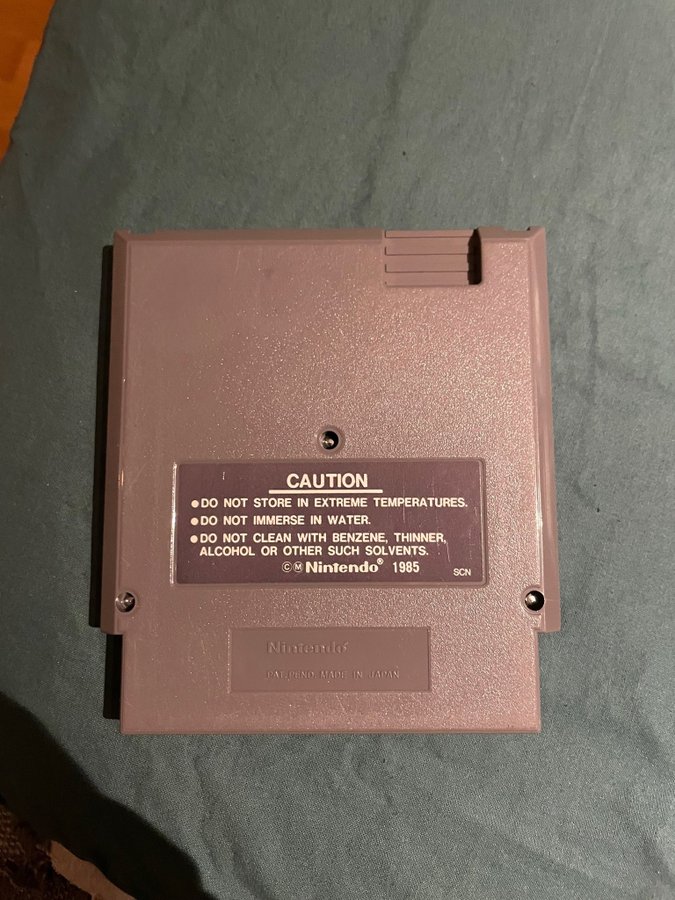 CAUTION
●DO NOT STORE IN EXTREME TEMPERATURES.
●DO NOT IMMERSE IN WATER.
●DO NOT CLEAN WITH BENZENE, THINNER,
ALCOHOL OR OTHER SUCH SOLVENTS.
ⒸⓂ Nintendo® 1985 SCN
Nintendo®
PAT. PEND. MADE IN JAPAN